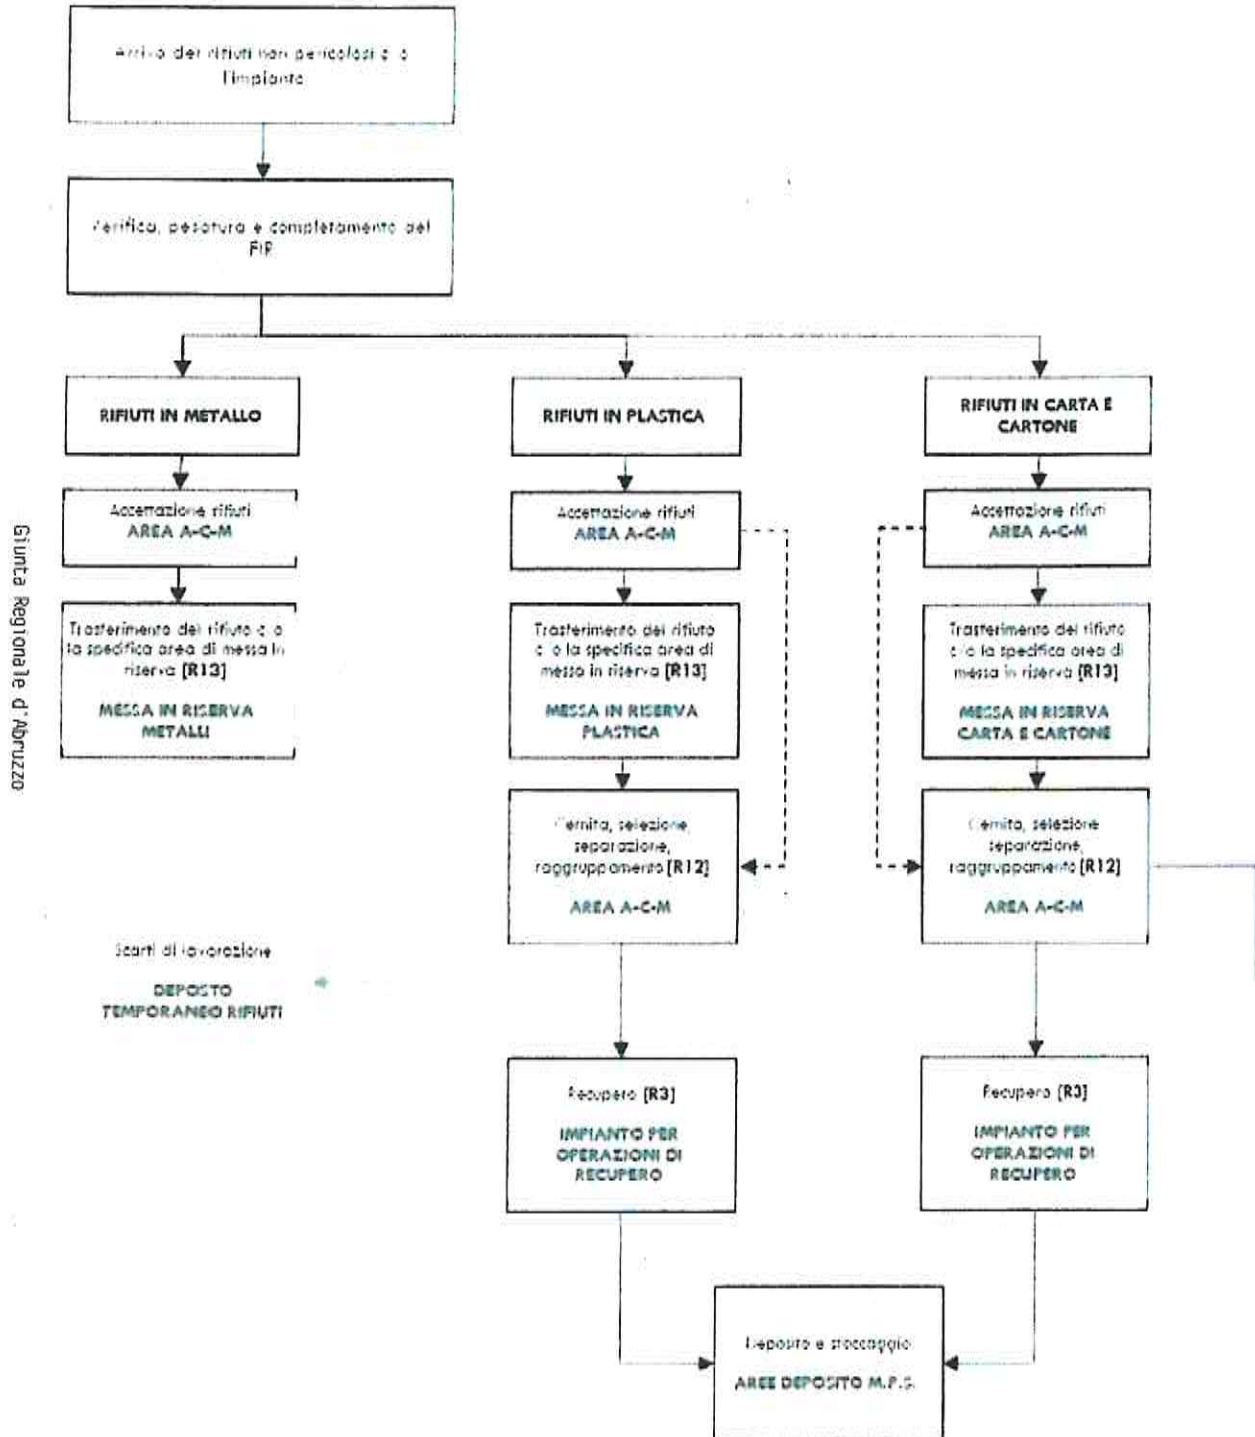 Arrivo dei rifiuti non pericolosi c/o
l'impianto
Verifica, pesatura e completamento del
FIR
RIFIUTI IN METALLO
Accettazione rifiuti
AREA A-C-M
Trasferimento del rifiuto c/o
la specifica area di messa in
riserva [R13]
MESSA IN RISERVA
METALLI
RIFIUTI IN PLASTICA
Accettazione rifiuti
AREA A-C-M
Trasferimento del rifiuto
c/o la specifica area di
messa in riserva [R13]
MESSA IN RISERVA
PLASTICA
Cernita, selezione,
separazione,
raggruppamento [R12]
AREA A-C-M
Recupero [R3]
IMPIANTO PER
OPERAZIONI DI
RECUPERO
RIFIUTI IN CARTA E
CARTONE
Accettazione rifiuti
AREA A-C-M
Trasferimento del rifiuto
c/o la specifica area di
messa in riserva [R13]
MESSA IN RISERVA
CARTA E CARTONE
Cernita, selezione
separazione,
raggruppamento [R12]
AREA A-C-M
Recupero [R3]
IMPIANTO PER
OPERAZIONI DI
RECUPERO
Scarti di lavorazione
DEPOSTO
TEMPORANEO RIFIUTI
Deposito e stoccaggio
AREE DEPOSITO M.P.S.
Giunta Regionale d'Abruzzo